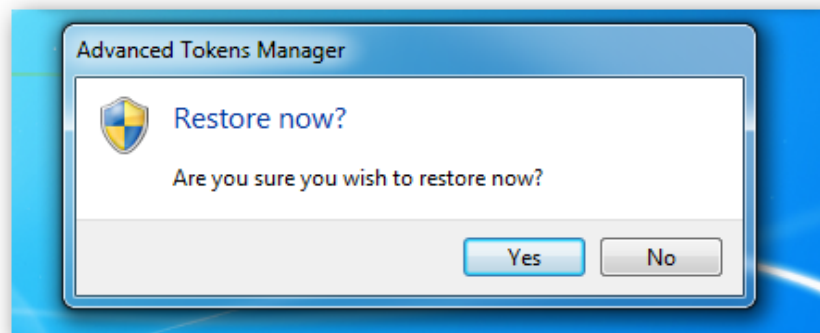 Advanced Tokens Manager
Restore now?
Are you sure you wish to restore now?
Yes No